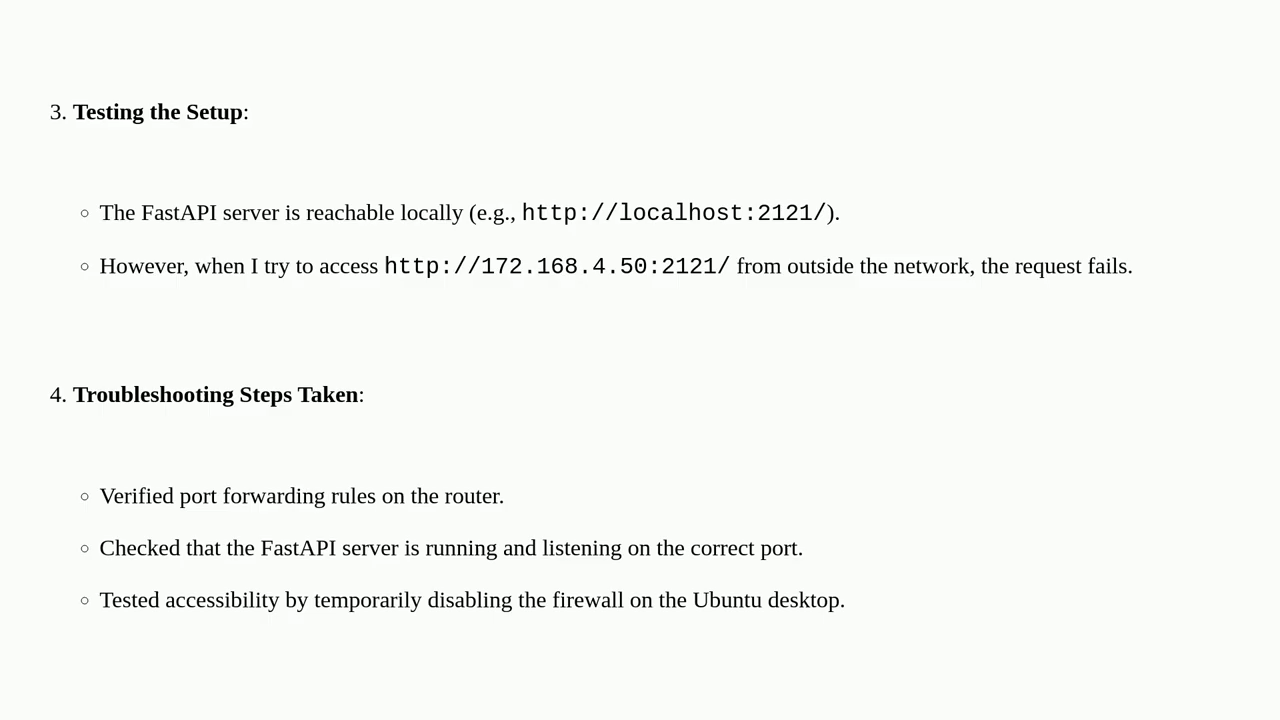 3. Testing the Setup:
○ The FastAPI server is reachable locally (e.g., http://localhost:2121/).
○ However, when I try to access http://172.168.4.50:2121/ from outside the network, the request fails.
4. Troubleshooting Steps Taken:
○ Verified port forwarding rules on the router.
○ Checked that the FastAPI server is running and listening on the correct port.
○ Tested accessibility by temporarily disabling the firewall on the Ubuntu desktop.